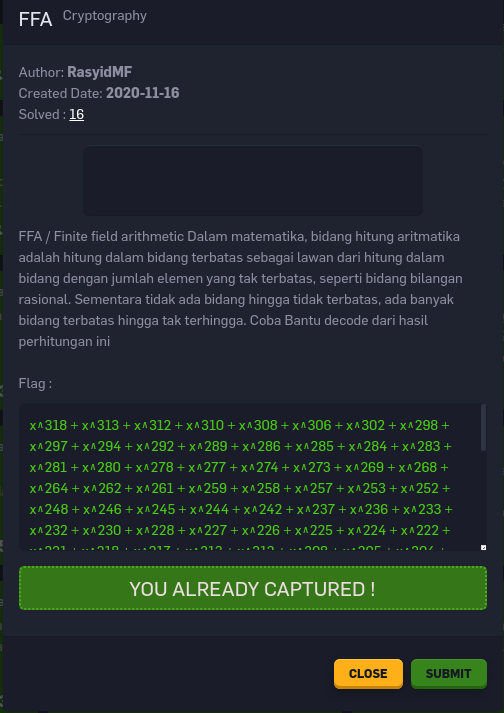 FFA Cryptography
Author: RasyidMF
Created Date: 2020-11-16
Solved : 16
FFA / Finite field arithmetic Dalam matematika, bidang hitung aritmatika
adalah hitung dalam bidang terbatas sebagai lawan dari hitung dalam
bidang dengan jumlah elemen yang tak terbatas, seperti bidang bilangan
rasional. Sementara tidak ada bidang hingga tidak terbatas, ada banyak
bidang terbatas hingga tak terhingga. Coba Bantu decode dari hasil
perhitungan ini
Flag :
x^318 + x^313 + x^312 + x^310 + x^308 + x^306 + x^302 + x^298 +
x^297 + x^294 + x^292 + x^289 + x^286 + x^285 + x^284 + x^283 +
x^281 + x^280 + x^278 + x^277 + x^274 + x^273 + x^269 + x^268 +
x^264 + x^262 + x^261 + x^259 + x^258 + x^257 + x^253 + x^252 +
x^248 + x^246 + x^245 + x^244 + x^242 + x^237 + x^236 + x^233 +
x^232 + x^230 + x^228 + x^227 + x^226 + x^225 + x^224 + x^222 +
YOU ALREADY CAPTURED !
CLOSE SUBMIT